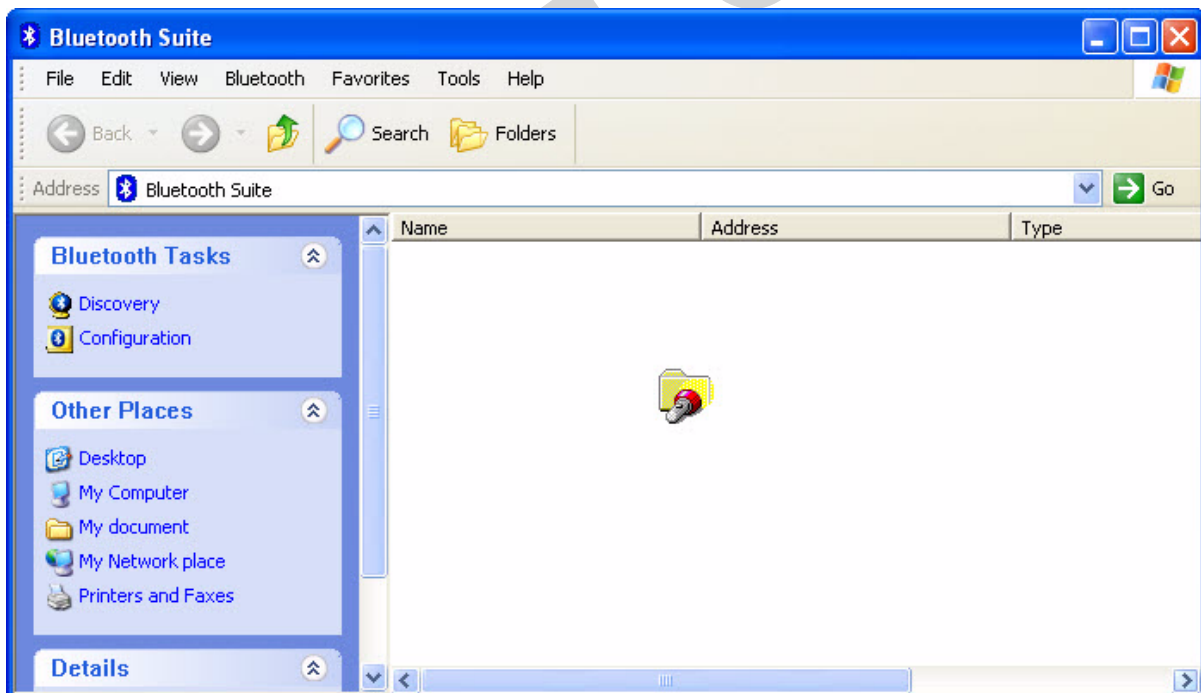 Bluetooth Suite
File Edit View Bluetooth Favorites Tools Help
Back Search Folders
Address Bluetooth Suite Go
Name Address Type
Bluetooth Tasks
Discovery
Configuration
Other Places
Desktop
My Computer
My document
My Network place
Printers and Faxes
Details